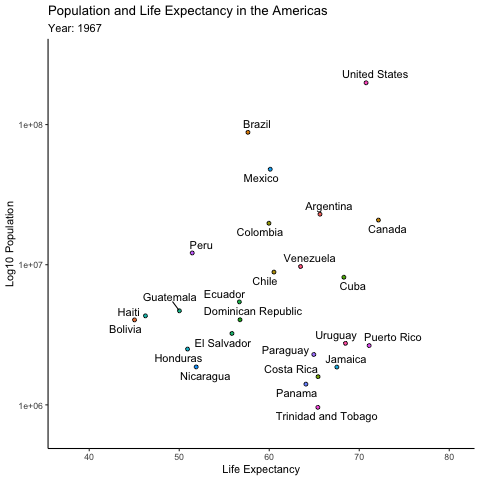 Population and Life Expectancy in the Americas
Year: 1967
United States
Brazil
1e+08
Mexico
Argentina
Canada
Colombia
Peru
Venezuela
1e+07
Log10 Population
Chile
Cuba
Guatemala
Ecuador
Haiti
Dominican Republic
Bolivia
El Salvador
Uruguay
Puerto Rico
Honduras
Paraguay
Jamaica
Nicaragua
Costa Rica
Panama
1e+06
Trinidad and Tobago
40 50 60 70 80
Life Expectancy